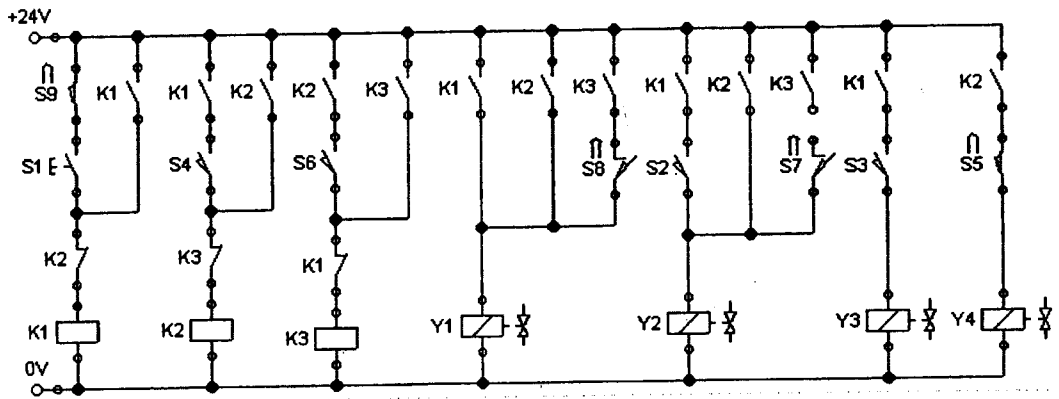 +24V
S9 K1 K1 K2 K2 K3 K1 K2 K3 K1 K2 K3 K1 K2
S1 E S4 S6 S8 S2 S7 S3 S5
K2 K3 K1
K1 K2 K3 Y1 Y2 Y3 Y4
0V